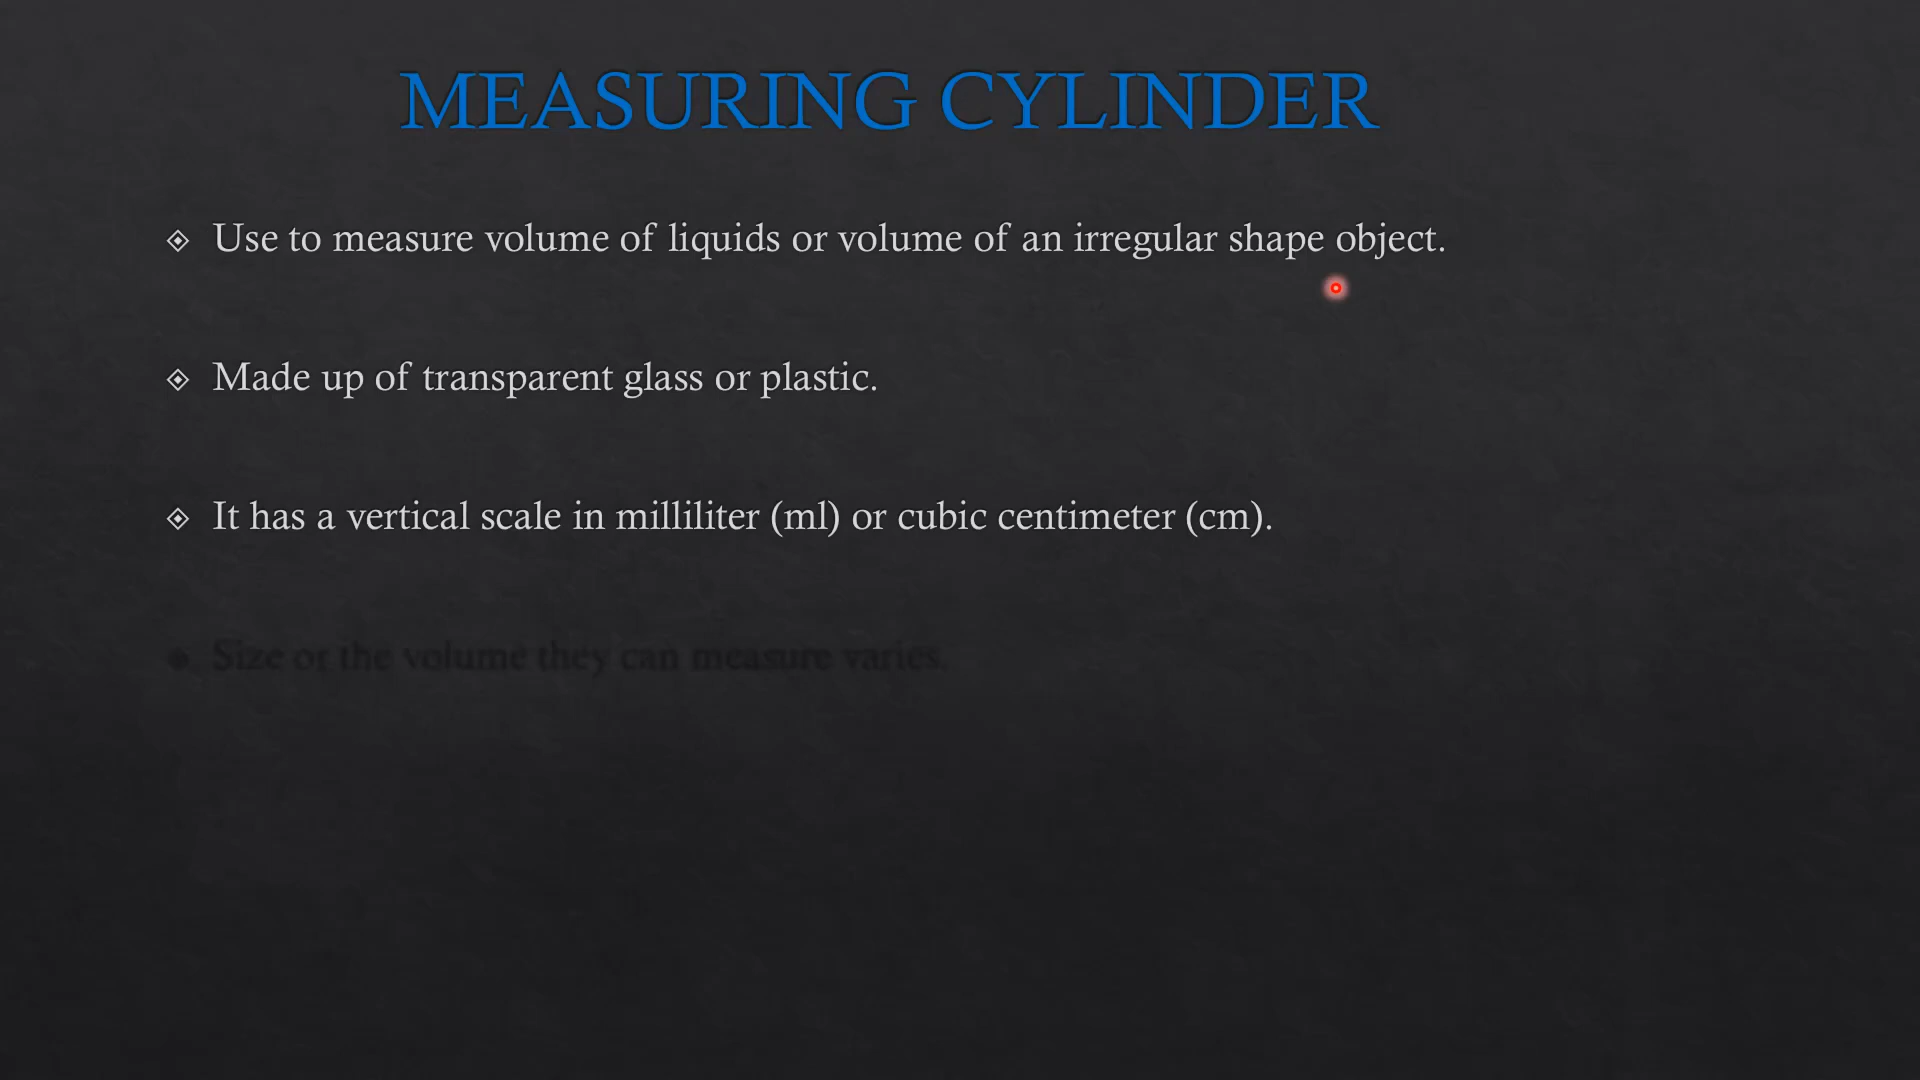 MEASURING CYLINDER
Use to measure volume of liquids or volume of an irregular shape object.
Made up of transparent glass or plastic.
It has a vertical scale in milliliter (ml) or cubic centimeter (cm).
Size or the volume they can measure varies.